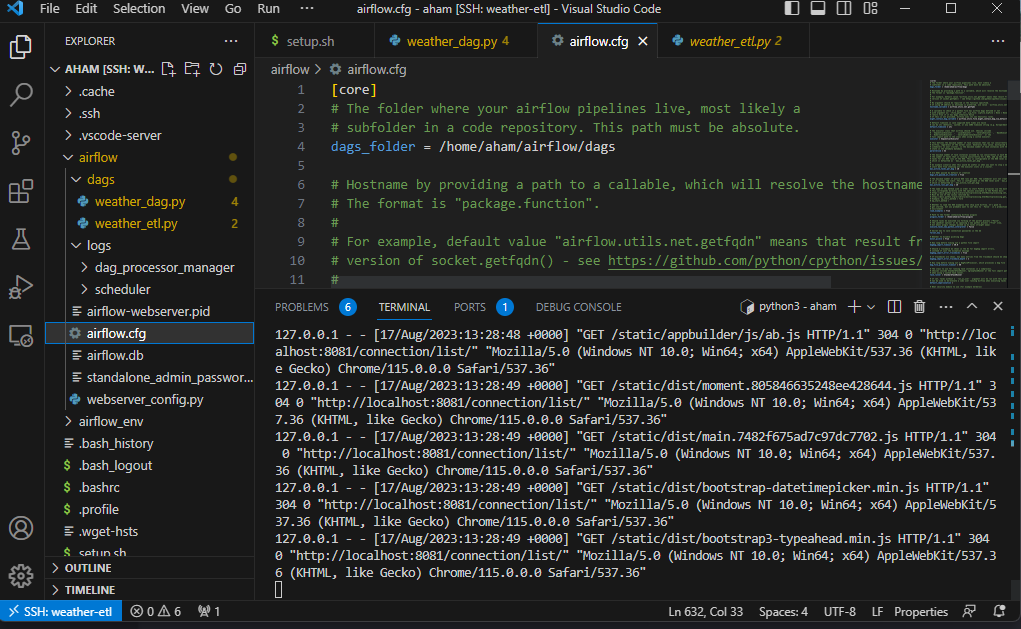 File Edit Selection View Go Run ··· airflow.cfg - aham [SSH: weather-etl] - Visual Studio Code
EXPLORER ···
AHAM [SSH: W...
.cache
.ssh
.vscode-server
airflow
dags
weather_dag.py 4
weather_etl.py 2
logs
dag_processor_manager
scheduler
airflow-webserver.pid
airflow.cfg
airflow.db
standalone_admin_passwor...
webserver_config.py
airflow_env
.bash_history
$ .bash_logout
$ .bashrc
$ .profile
.wget-hsts
$ setup.sh
OUTLINE
TIMELINE
$ setup.sh weather_dag.py 4 airflow.cfg weather_etl.py 2 ···
airflow > airflow.cfg
1 [core]
2 # The folder where your airflow pipelines live, most likely a
3 # subfolder in a code repository. This path must be absolute.
4 dags_folder = /home/aham/airflow/dags
5
6 # Hostname by providing a path to a callable, which will resolve the hostname
7 # The format is "package.function".
8 #
9 # For example, default value "airflow.utils.net.getfqdn" means that result fr
10 # version of socket.getfqdn() - see https://github.com/python/cpython/issues/
11 #
PROBLEMS 6 TERMINAL PORTS 1 DEBUG CONSOLE python3 - aham ···
127.0.0.1 - - [17/Aug/2023:13:28:48 +0000] "GET /static/appbuilder/js/ab.js HTTP/1.1" 304 0 "http://loc
alhost:8081/connection/list/" "Mozilla/5.0 (Windows NT 10.0; Win64; x64) AppleWebKit/537.36 (KHTML, lik
e Gecko) Chrome/115.0.0.0 Safari/537.36"
127.0.0.1 - - [17/Aug/2023:13:28:49 +0000] "GET /static/dist/moment.805846635248ee428644.js HTTP/1.1" 3
04 0 "http://localhost:8081/connection/list/" "Mozilla/5.0 (Windows NT 10.0; Win64; x64) AppleWebKit/53
7.36 (KHTML, like Gecko) Chrome/115.0.0.0 Safari/537.36"
127.0.0.1 - - [17/Aug/2023:13:28:49 +0000] "GET /static/dist/main.7482f675ad7c97dc7702.js HTTP/1.1" 304
0 "http://localhost:8081/connection/list/" "Mozilla/5.0 (Windows NT 10.0; Win64; x64) AppleWebKit/537.
36 (KHTML, like Gecko) Chrome/115.0.0.0 Safari/537.36"
127.0.0.1 - - [17/Aug/2023:13:28:49 +0000] "GET /static/dist/bootstrap-datetimepicker.min.js HTTP/1.1"
304 0 "http://localhost:8081/connection/list/" "Mozilla/5.0 (Windows NT 10.0; Win64; x64) AppleWebKit/5
37.36 (KHTML, like Gecko) Chrome/115.0.0.0 Safari/537.36"
127.0.0.1 - - [17/Aug/2023:13:28:49 +0000] "GET /static/dist/bootstrap3-typeahead.min.js HTTP/1.1" 304
0 "http://localhost:8081/connection/list/" "Mozilla/5.0 (Windows NT 10.0; Win64; x64) AppleWebKit/537.3
6 (KHTML, like Gecko) Chrome/115.0.0.0 Safari/537.36"
SSH: weather-etl 0 6 1 Ln 632, Col 33 Spaces: 4 UTF-8 LF Properties